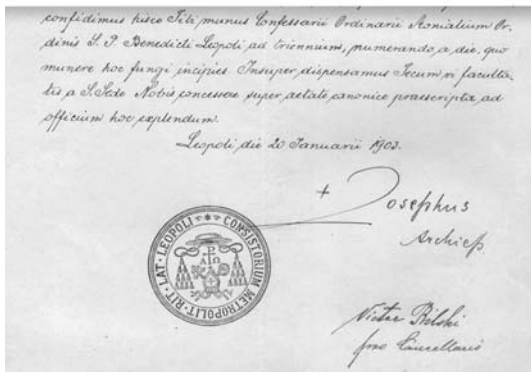 confidimus hisce Tibi munus Confessarii Ordinarii Monialium Or-
dinis S. P. Benedicti Leopoli ad triennium, numerando a die, quo
munere hoc fungi incipies. Insuper dispensamus Tecum vi faculta-
tis a S. Sede Nobis concessae super aetate canonice praescripta ad
officium hoc explendum.
Leopoli die 20 Januarii 1903.
+ Josephus
Archiep.
CONSISTORIUM METROPOLIT · RIT · LAT · LEOPOLI
P
A Ω
Victor Bilski
pro Cancellario